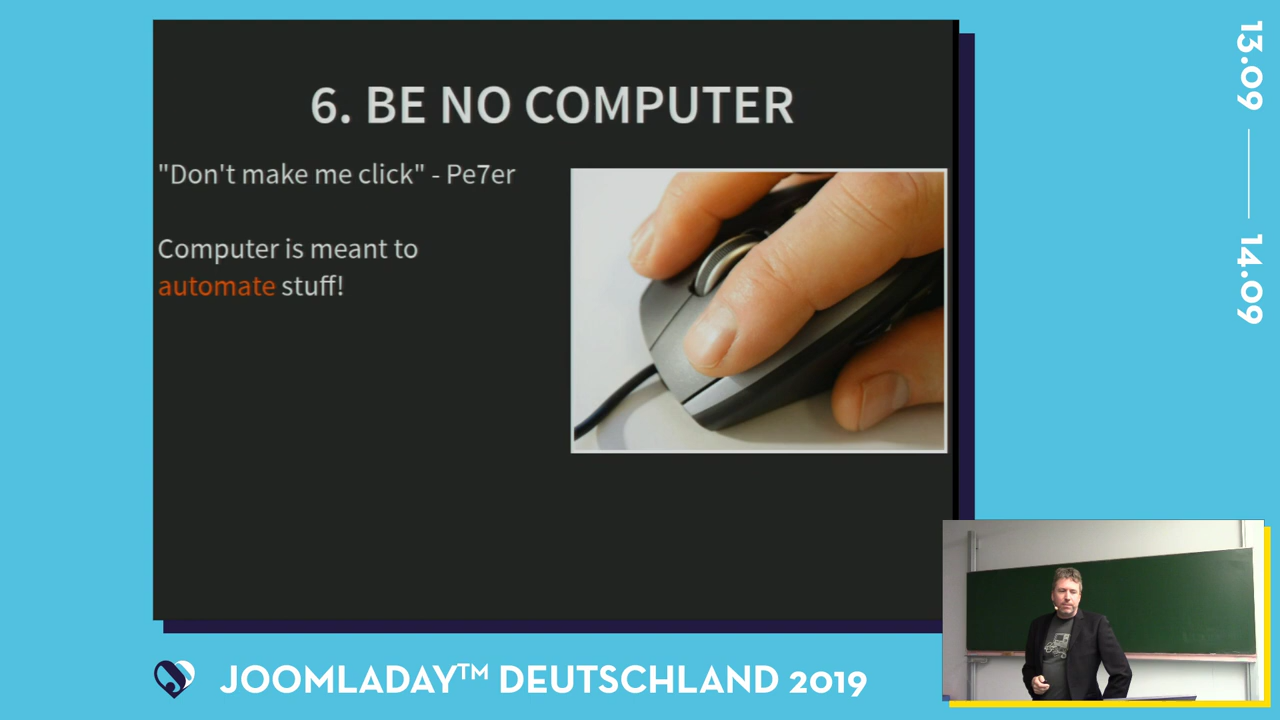 6. BE NO COMPUTER
"Don't make me click" - Pe7er
Computer is meant to
automate stuff!
13.09
14.09
JOOMLADAY™ DEUTSCHLAND 2019